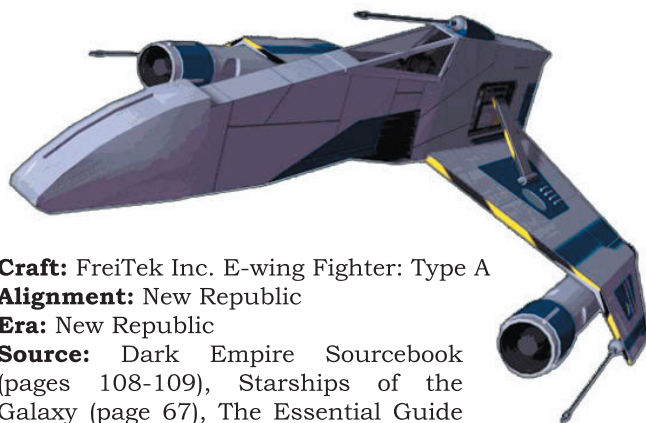 Craft: FreiTek Inc. E-wing Fighter: Type A
Alignment: New Republic
Era: New Republic
Source: Dark Empire Sourcebook
(pages 108-109), Starships of the
Galaxy (page 67), The Essential Guide